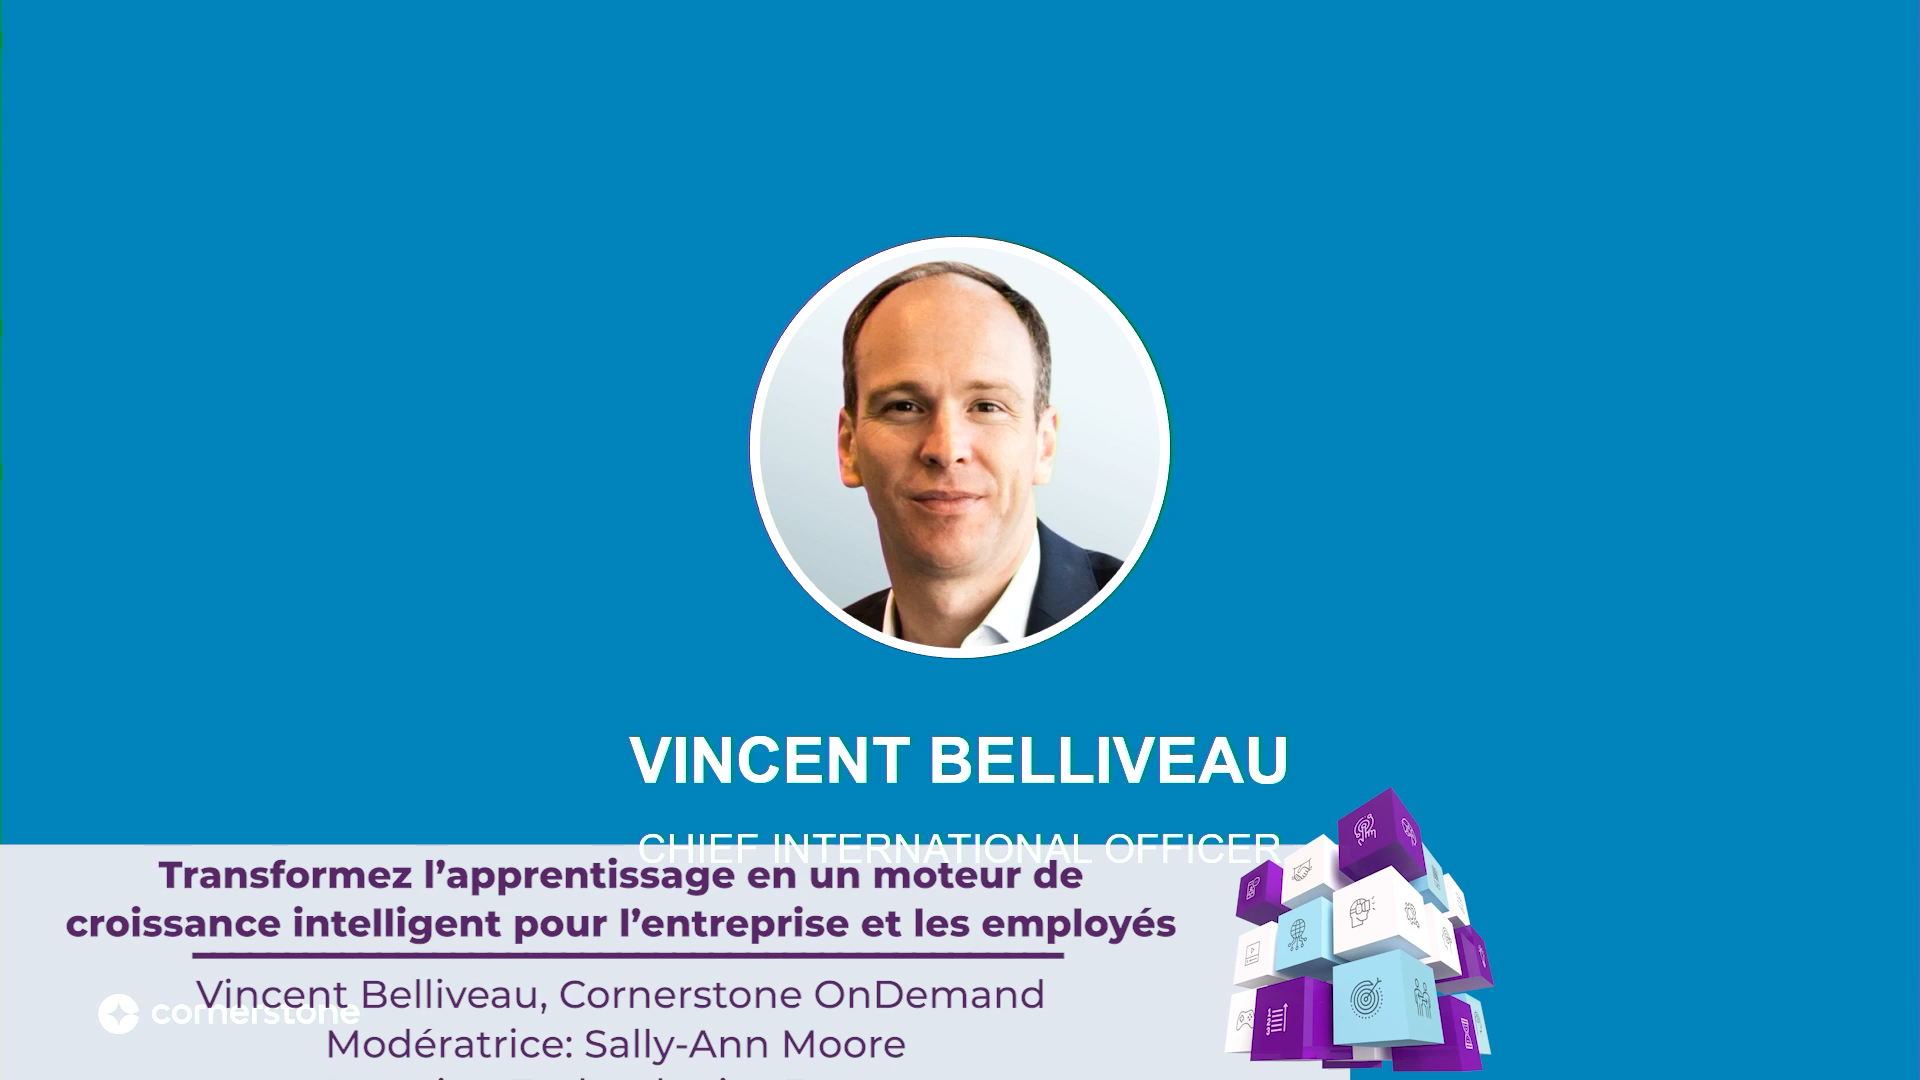 VINCENT BELLIVEAU
CHIEF INTERNATIONAL OFFICER
Transformez l’apprentissage en un moteur de
croissance intelligent pour l’entreprise et les employés
Vincent Belliveau, Cornerstone OnDemand
cornerstone
Modératrice: Sally-Ann Moore